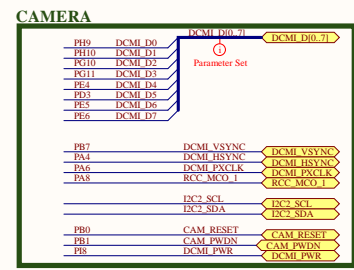 CAMERA
DCMI_D[0..7] DCMI_D[0..7]
PH9 DCMI_D0
PH10 DCMI_D1
PG10 DCMI_D2
PG11 DCMI_D3
PE4 DCMI_D4
PD3 DCMI_D5
PE5 DCMI_D6
PE6 DCMI_D7
i
Parameter Set
PB7 DCMI_VSYNC DCMI_VSYNC
PA4 DCMI_HSYNC DCMI_HSYNC
PA6 DCMI_PXCLK DCMI_PXCLK
PA8 RCC_MCO_1 RCC_MCO_1
I2C2_SCL I2C2_SCL
I2C2_SDA I2C2_SDA
PB0 CAM_RESET CAM_RESET
PB1 CAM_PWDN CAM_PWDN
PI8 DCMI_PWR DCMI_PWR